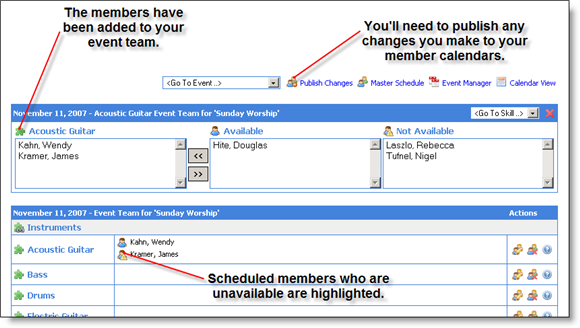 The members have
been added to your
event team.
You'll need to publish any
changes you make to your
member calendars.
<Go To Event ..>
Publish Changes
Master Schedule
Event Manager
Calendar View
November 11, 2007 - Acoustic Guitar Event Team for 'Sunday Worship'
<Go To Skill ..>
Acoustic Guitar
Available
Not Available
Kahn, Wendy
Kramer, James
<<
>>
Hite, Douglas
Laszlo, Rebecca
Tufnel, Nigel
November 11, 2007 - Event Team for 'Sunday Worship'
Actions
Instruments
Acoustic Guitar
Kahn, Wendy
Kramer, James
Bass
Scheduled members who are
unavailable are highlighted.
Drums
Electric Guitar